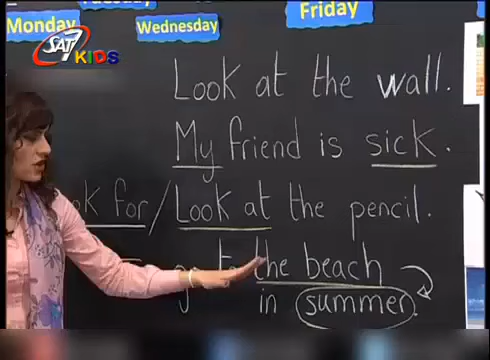 Monday
Wednesday
Friday
SAT7
KIDS
Look at the wall.
My friend is sick.
for / Look at the pencil.
the beach
in summer.